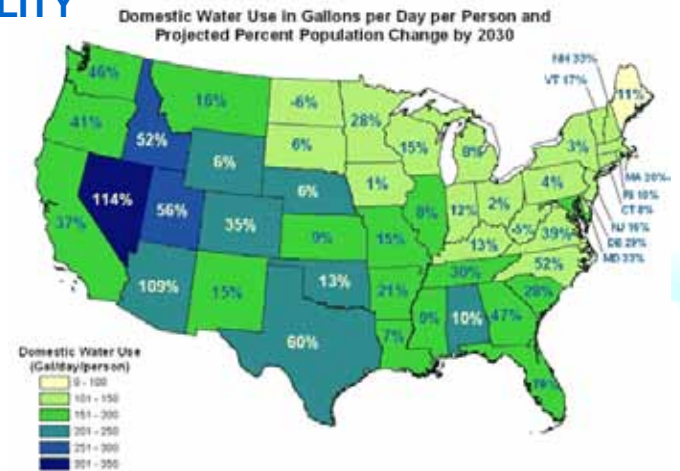 LITY
Domestic Water Use in Gallons per Day per Person and
Projected Percent Population Change by 2030
46%
16%
-6%
28%
41%
52%
6%
6%
15%
8%
11%
NH 33%
VT 17%
3%
MA 20%
RI 10%
CT 8%
NJ 16%
DE 29%
MD 33%
114%
56%
35%
6%
1%
8%
12%
2%
4%
-5%
39%
37%
9%
15%
13%
52%
109%
15%
13%
21%
30%
28%
60%
7%
9%
10%
47%
79%
Domestic Water Use
(Gal/day/person)
0 - 100
101 - 150
151 - 200
201 - 250
251 - 300
301 - 350